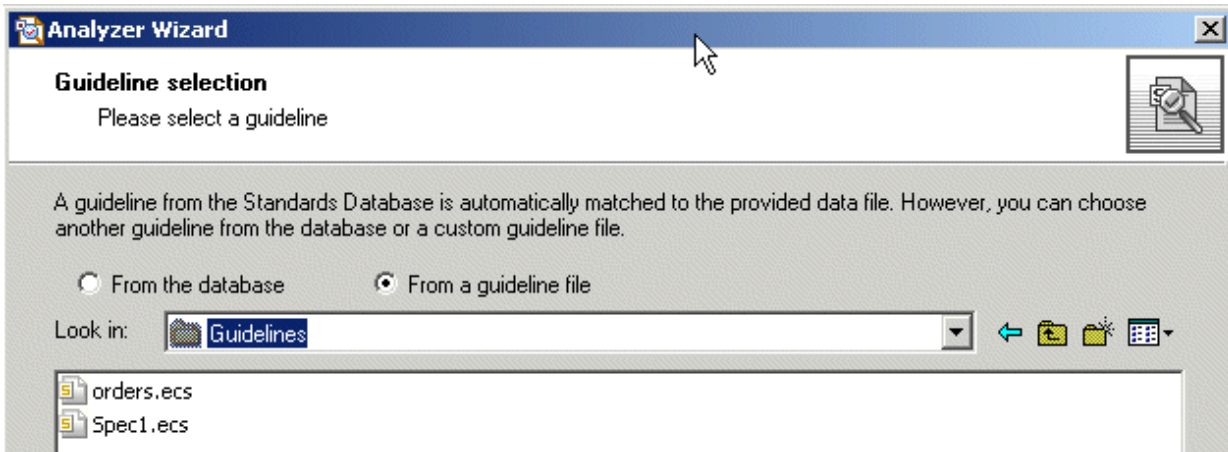 Analyzer Wizard
Guideline selection
Please select a guideline
A guideline from the Standards Database is automatically matched to the provided data file. However, you can choose
another guideline from the database or a custom guideline file.
From the database From a guideline file
Look in: Guidelines
orders.ecs
Spec1.ecs